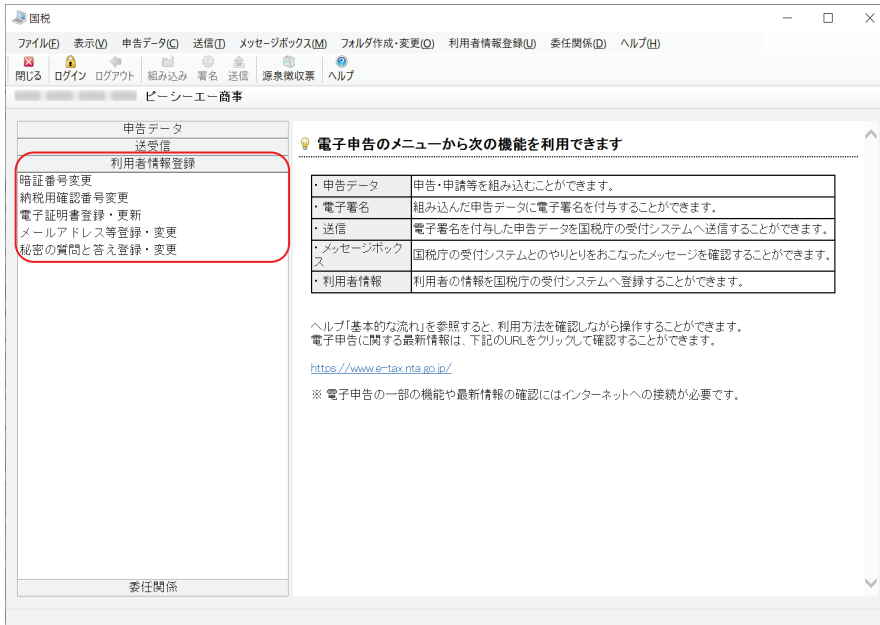 国税
ファイル(F) 表示(V) 申告データ(C) 送信(T) メッセージボックス(M) フォルダ作成・変更(O) 利用者情報登録(U) 委任関係(D) ヘルプ(H)
閉じる ログイン ログアウト 組み込み 署名 送信 源泉徴収票 ヘルプ
ピーシーエー商事
申告データ
送受信
利用者情報登録
暗証番号変更
納税用確認番号変更
電子証明書登録・更新
メールアドレス等登録・変更
秘密の質問と答え登録・変更
委任関係
電子申告のメニューから次の機能を利用できます
・申告データ 申告・申請等を組み込むことができます。
・電子署名 組み込んだ申告データに電子署名を付与することができます。
・送信 電子署名を付与した申告データを国税庁の受付システムへ送信することができます。
・メッセージボック
ス 国税庁の受付システムとのやりとりをおこなったメッセージを確認することができます。
・利用者情報 利用者の情報を国税庁の受付システムへ登録することができます。
ヘルプ「基本的な流れ」を参照すると、利用方法を確認しながら操作することができます。
電子申告に関する最新情報は、下記のURLをクリックして確認することができます。
https://www.e-tax.nta.go.jp/
※ 電子申告の一部の機能や最新情報の確認にはインターネットへの接続が必要です。